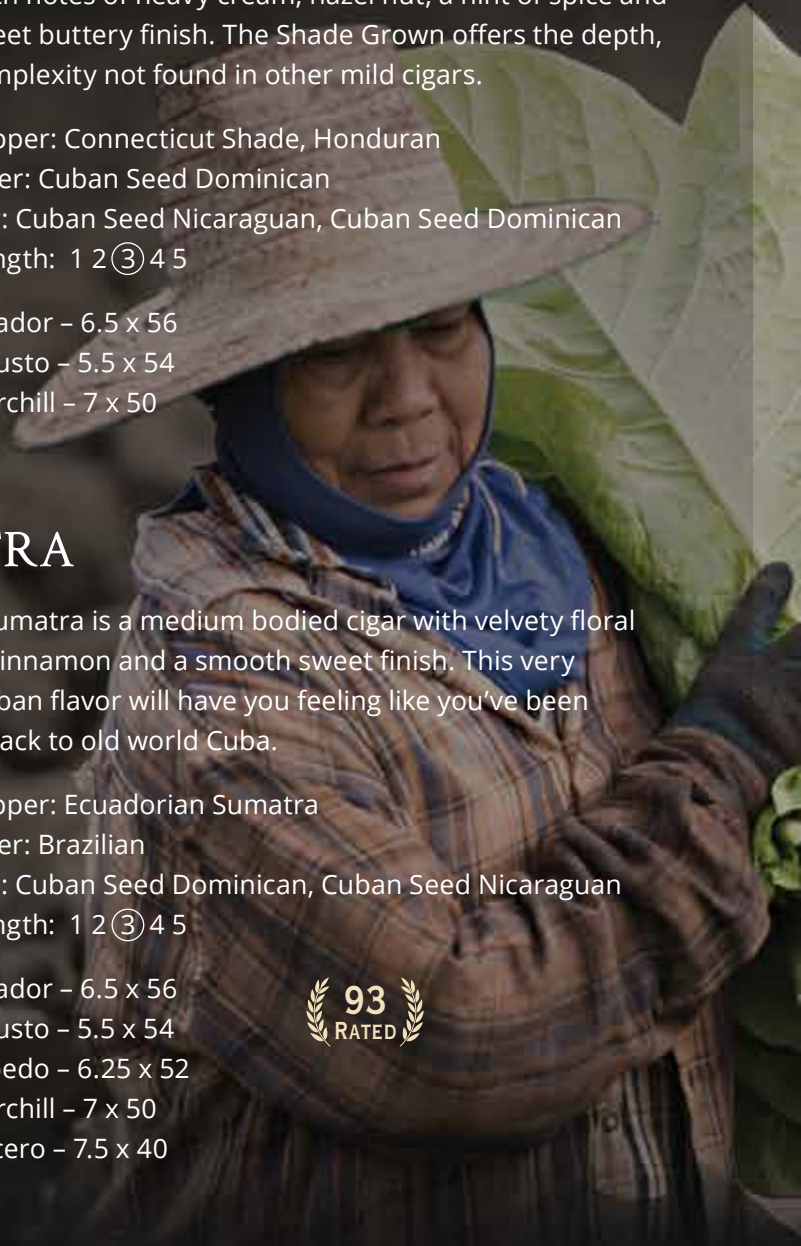 notes of heavy cream, hazelnut, a hint of spice and
eet buttery finish. The Shade Grown offers the depth,
mplexity not found in other mild cigars.
pper: Connecticut Shade, Honduran
er: Cuban Seed Dominican
: Cuban Seed Nicaraguan, Cuban Seed Dominican
ngth: 1 2 3 4 5
ador – 6.5 x 56
usto – 5.5 x 54
rchill – 7 x 50
TRA
umatra is a medium bodied cigar with velvety floral
innamon and a smooth sweet finish. This very
ban flavor will have you feeling like you’ve been
ack to old world Cuba.
pper: Ecuadorian Sumatra
er: Brazilian
: Cuban Seed Dominican, Cuban Seed Nicaraguan
ngth: 1 2 3 4 5
ador – 6.5 x 56
usto – 5.5 x 54
edo – 6.25 x 52
rchill – 7 x 50
cero – 7.5 x 40
93
RATED